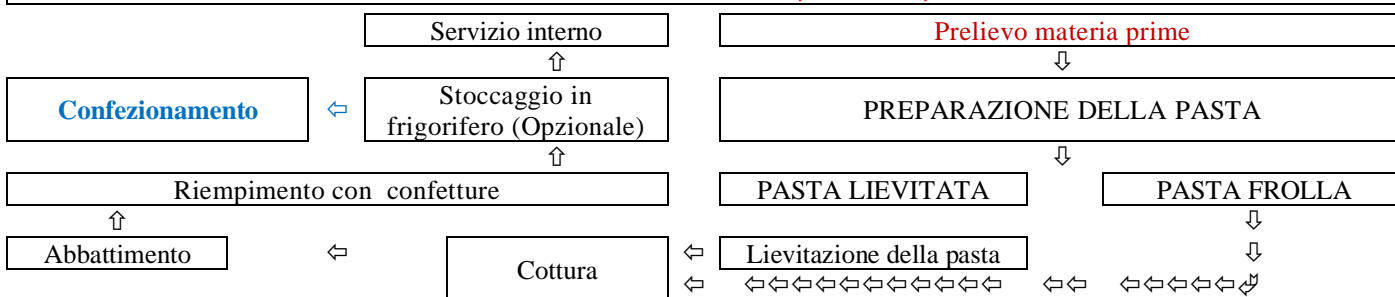 Servizio interno
Prelievo materia prime
⇧
⇩
Confezionamento
⇦
Stoccaggio in
frigorifero (Opzionale)
PREPARAZIONE DELLA PASTA
⇧
⇩
Riempimento con confetture
PASTA LIEVITATA
PASTA FROLLA
⇧
⇩
Abbattimento
⇦
Cottura
⇦
Lievitazione della pasta
⇩
⇦ ⇦⇦⇦⇦⇦⇦⇦⇦⇦⇦⇦ ⇦⇦ ⇦⇦⇦⇦⇦